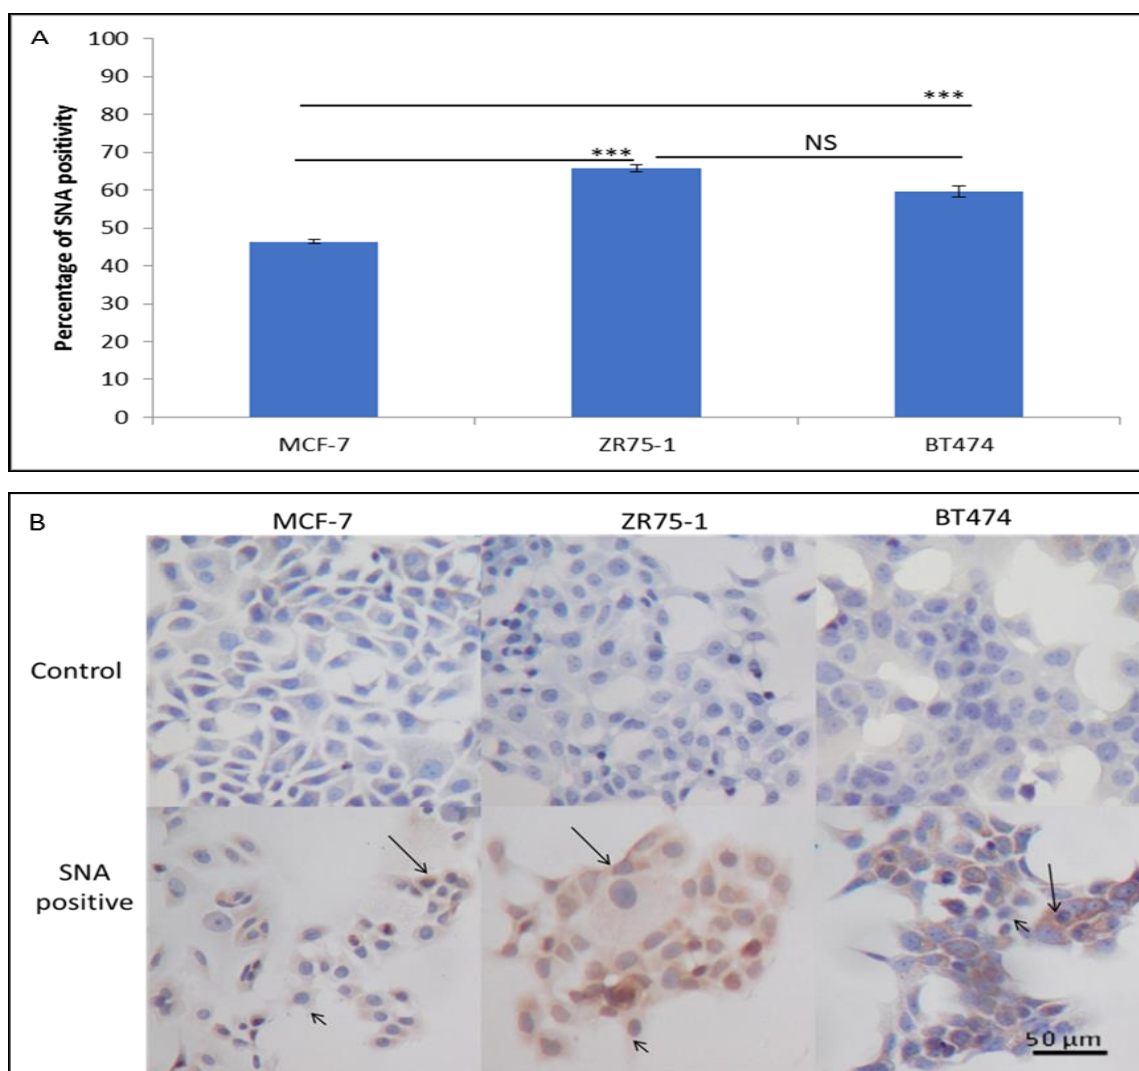 A
100
90
80
70
60
50
40
30
20
10
0
Percentage of SNA positivity
***
***
NS
MCF-7 ZR75-1 BT474
B
MCF-7 ZR75-1 BT474
Control
SNA
positive
50 µm